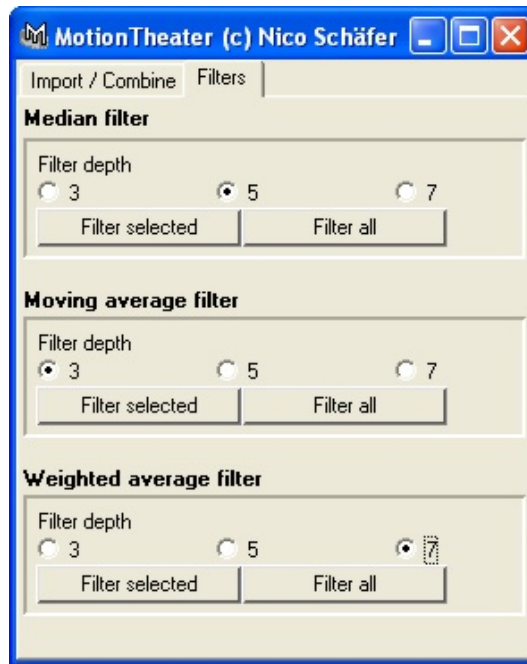 MotionTheater (c) Nico Schäfer
Import / Combine Filters
Median filter
Filter depth
3 5 7
Filter selected Filter all
Moving average filter
Filter depth
3 5 7
Filter selected Filter all
Weighted average filter
Filter depth
3 5 7
Filter selected Filter all